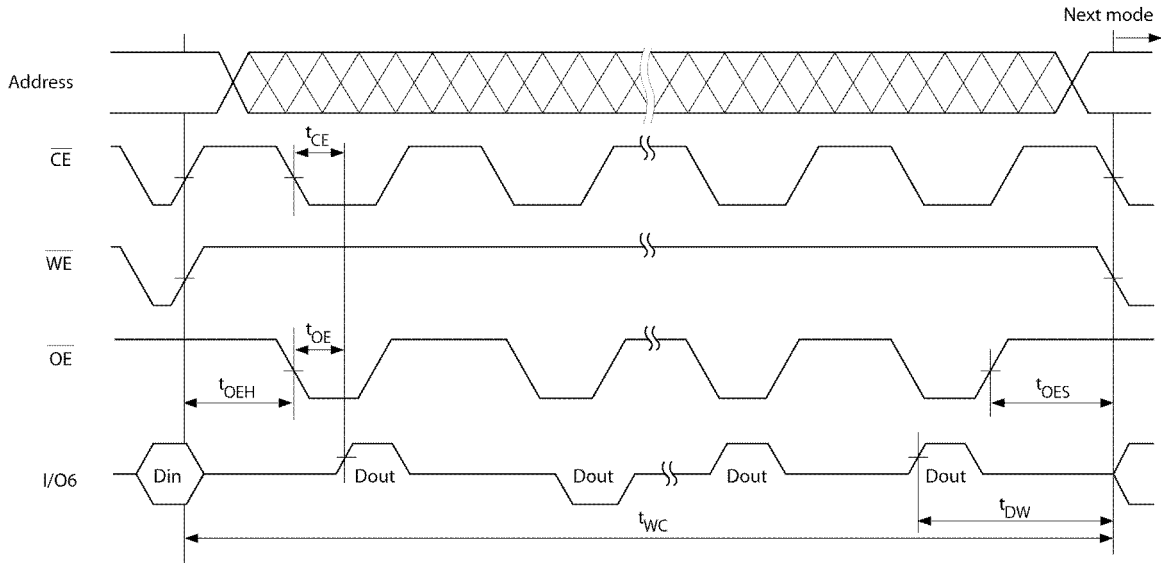 Next mode
Address
tCE
CE
WE
tOE
OE
tOEH
tOES
Din
I/O6
Dout
Dout
Dout
Dout
tDW
tWC